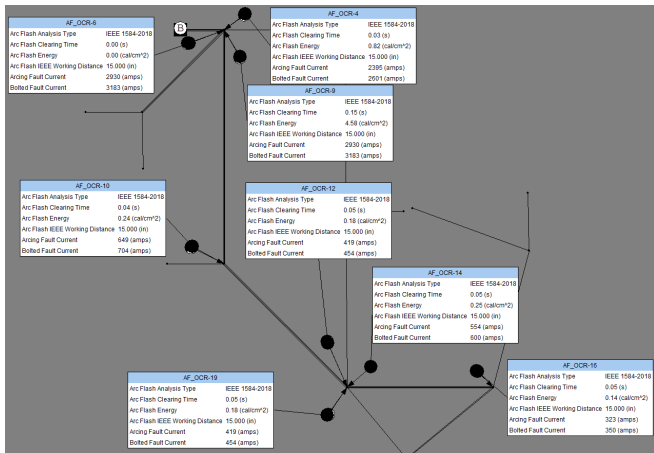 AF_OCR-6
Arc Flash Analysis Type IEEE 1584-2018
Arc Flash Clearing Time 0.00 (s)
Arc Flash Energy 0.00 (cal/cm^2)
Arc Flash IEEE Working Distance 15.000 (in)
Arcing Fault Current 2930 (amps)
Bolted Fault Current 3183 (amps)
B
AF_OCR-4
Arc Flash Analysis Type IEEE 1584-2018
Arc Flash Clearing Time 0.03 (s)
Arc Flash Energy 0.82 (cal/cm^2)
Arc Flash IEEE Working Distance 15.000 (in)
Arcing Fault Current 2395 (amps)
Bolted Fault Current 2601 (amps)
AF_OCR-9
Arc Flash Analysis Type IEEE 1584-2018
Arc Flash Clearing Time 0.15 (s)
Arc Flash Energy 4.58 (cal/cm^2)
Arc Flash IEEE Working Distance 15.000 (in)
Arcing Fault Current 2930 (amps)
Bolted Fault Current 3183 (amps)
AF_OCR-10
Arc Flash Analysis Type IEEE 1584-2018
Arc Flash Clearing Time 0.04 (s)
Arc Flash Energy 0.24 (cal/cm^2)
Arc Flash IEEE Working Distance 15.000 (in)
Arcing Fault Current 649 (amps)
Bolted Fault Current 704 (amps)
AF_OCR-12
Arc Flash Analysis Type IEEE 1584-2018
Arc Flash Clearing Time 0.05 (s)
Arc Flash Energy 0.18 (cal/cm^2)
Arc Flash IEEE Working Distance 15.000 (in)
Arcing Fault Current 419 (amps)
Bolted Fault Current 454 (amps)
AF_OCR-14
Arc Flash Analysis Type IEEE 1584-2018
Arc Flash Clearing Time 0.05 (s)
Arc Flash Energy 0.25 (cal/cm^2)
Arc Flash IEEE Working Distance 15.000 (in)
Arcing Fault Current 554 (amps)
Bolted Fault Current 600 (amps)
AF_OCR-19
Arc Flash Analysis Type IEEE 1584-2018
Arc Flash Clearing Time 0.05 (s)
Arc Flash Energy 0.18 (cal/cm^2)
Arc Flash IEEE Working Distance 15.000 (in)
Arcing Fault Current 419 (amps)
Bolted Fault Current 454 (amps)
AF_OCR-16
Arc Flash Analysis Type IEEE 1584-2018
Arc Flash Clearing Time 0.05 (s)
Arc Flash Energy 0.14 (cal/cm^2)
Arc Flash IEEE Working Distance 15.000 (in)
Arcing Fault Current 323 (amps)
Bolted Fault Current 350 (amps)